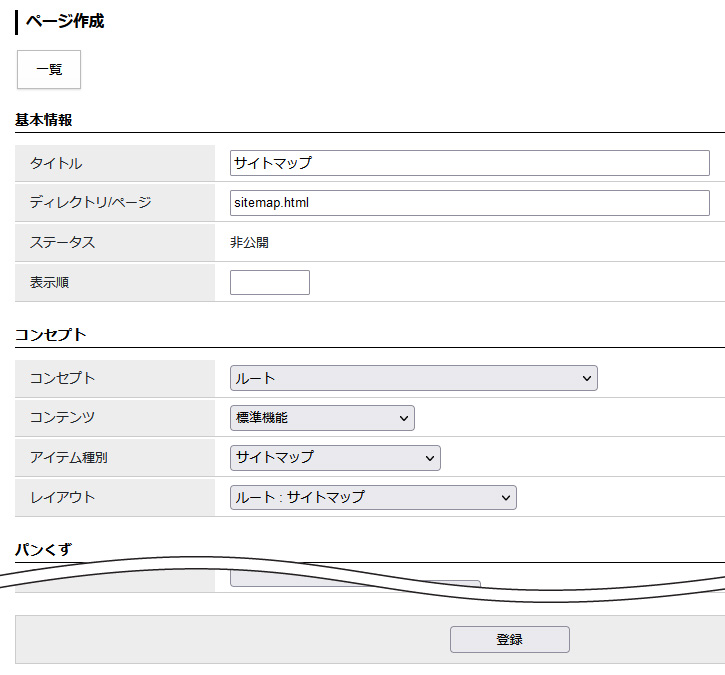 ページ作成
一覧
基本情報
タイトル サイトマップ
ディレクトリ/ページ sitemap.html
ステータス 非公開
表示順
コンセプト
コンセプト ルート
コンテンツ 標準機能
アイテム種別 サイトマップ
レイアウト ルート : サイトマップ
パンくず
登録